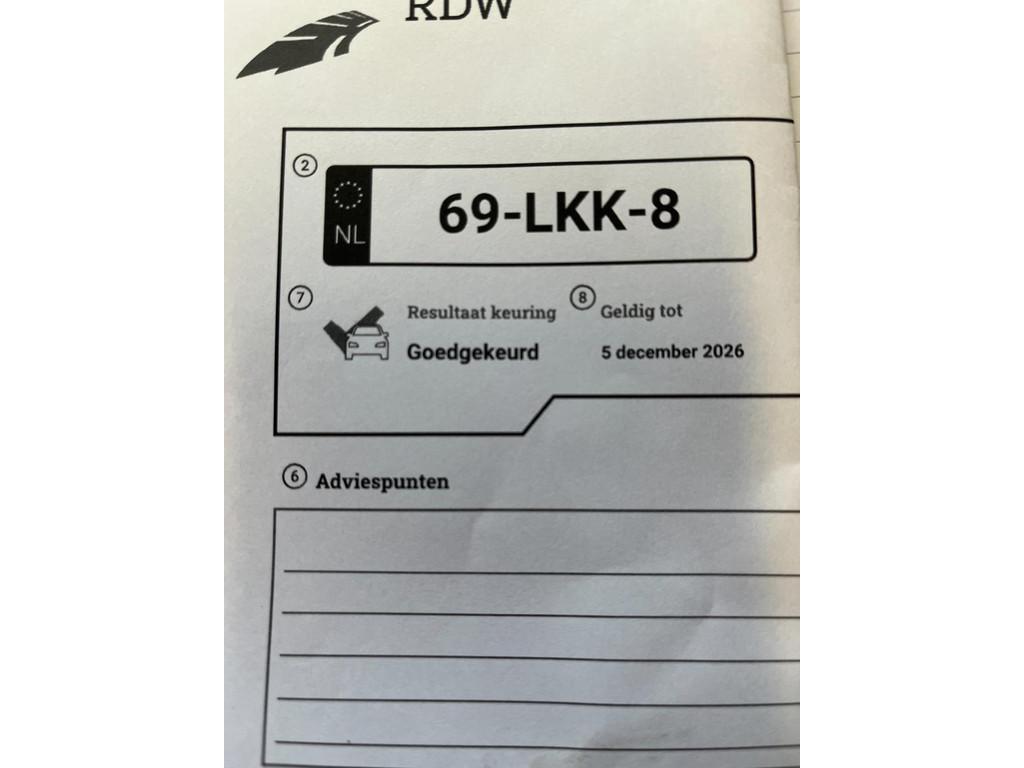 RDW
2
NL
69-LKK-8
7
Resultaat keuring
8
Geldig tot
Goedgekeurd
5 december 2026
6 Adviespunten